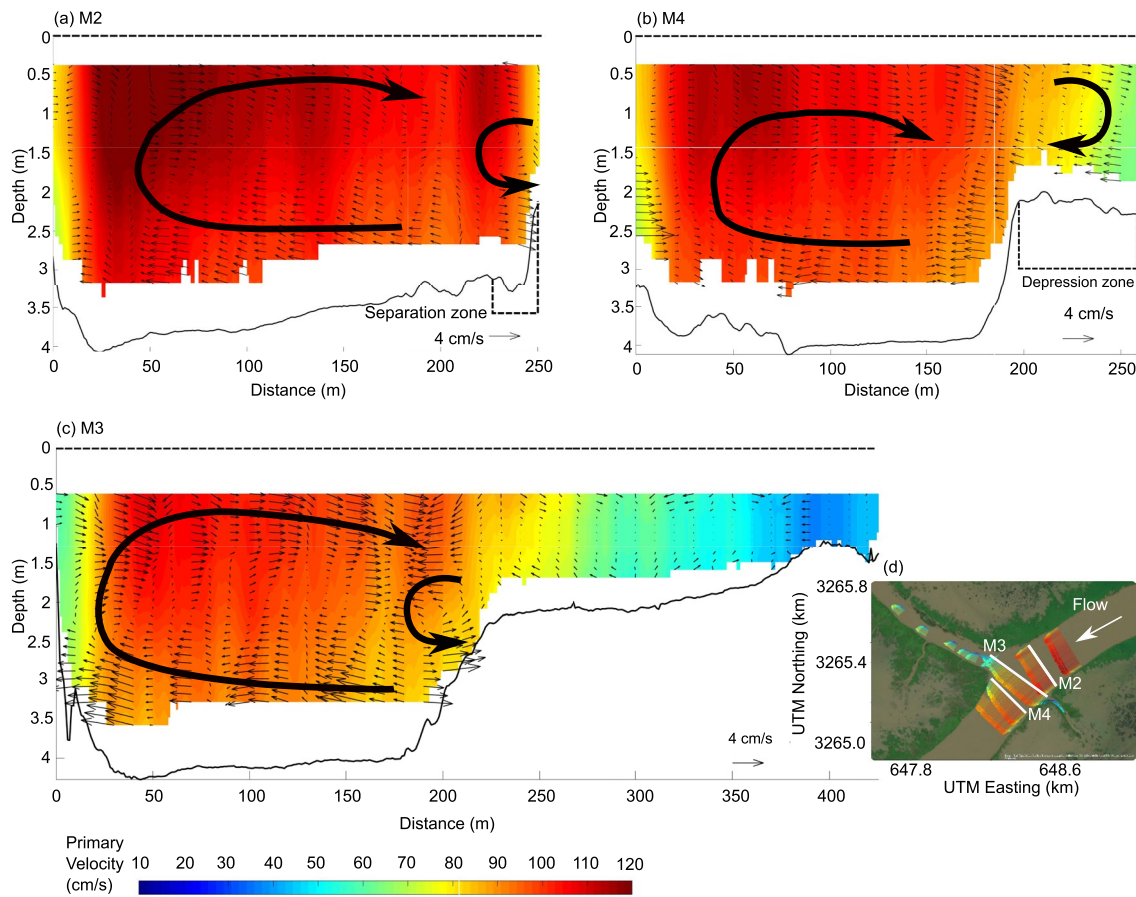 (a) M2
0
0.5
1
1.5
2
2.5
3
3.5
4
Depth (m)
Separation zone
4 cm/s
0 50 100 150 200 250
Distance (m)
(b) M4
0
0.5
1
1.5
2
2.5
3
3.5
4
Depth (m)
Depression zone
4 cm/s
0 50 100 150 200 250
Distance (m)
(c) M3
0
0.5
1
1.5
2
2.5
3
3.5
4
Depth (m)
4 cm/s
0 50 100 150 200 250 300 350 400
Distance (m)
(d)
3265.8
3265.4
3265.0
UTM Northing (km)
Flow
M3
M2
M4
647.8 648.6
UTM Easting (km)
Primary
Velocity
(cm/s)
10 20 30 40 50 60 70 80 90 100 110 120